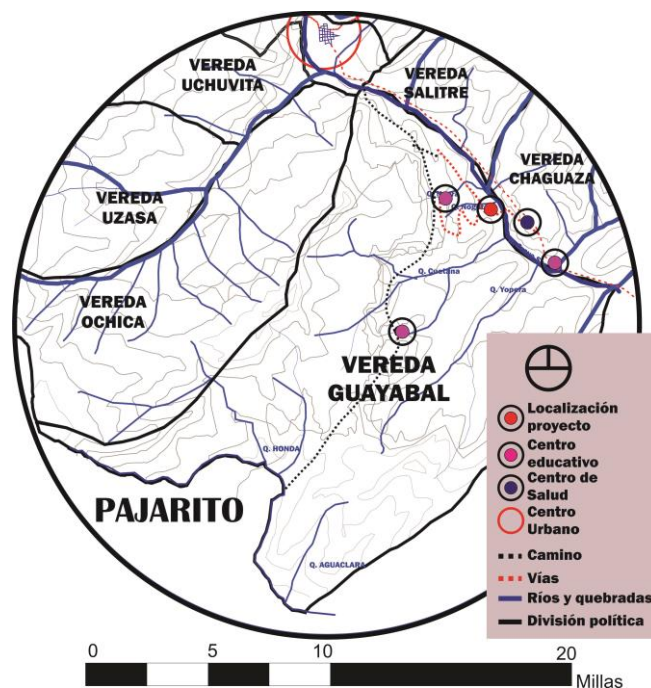 VEREDA
UCHUVITA
VEREDA
SALITRE
VEREDA
CHAGUAZA
VEREDA
UZASA
VEREDA
OCHICA
Q. Coetana
Q. Yopera
VEREDA
GUAYABAL
Q. HONDA
PAJARITO
Q. AGUACLARA
Localización
proyecto
Centro
educativo
Centro de
Salud
Centro
Urbano
Camino
Vías
Ríos y quebradas
División política
0 5 10 20
Millas